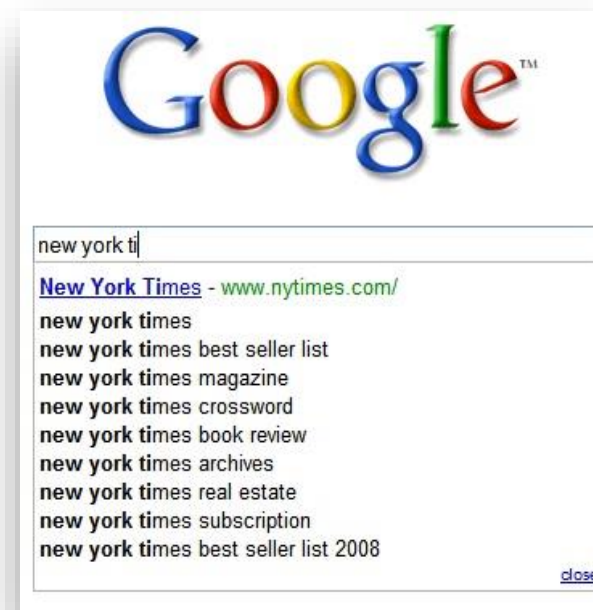 Google™
new york ti
New York Times - www.nytimes.com/
new york times
new york times best seller list
new york times magazine
new york times crossword
new york times book review
new york times archives
new york times real estate
new york times subscription
new york times best seller list 2008
close